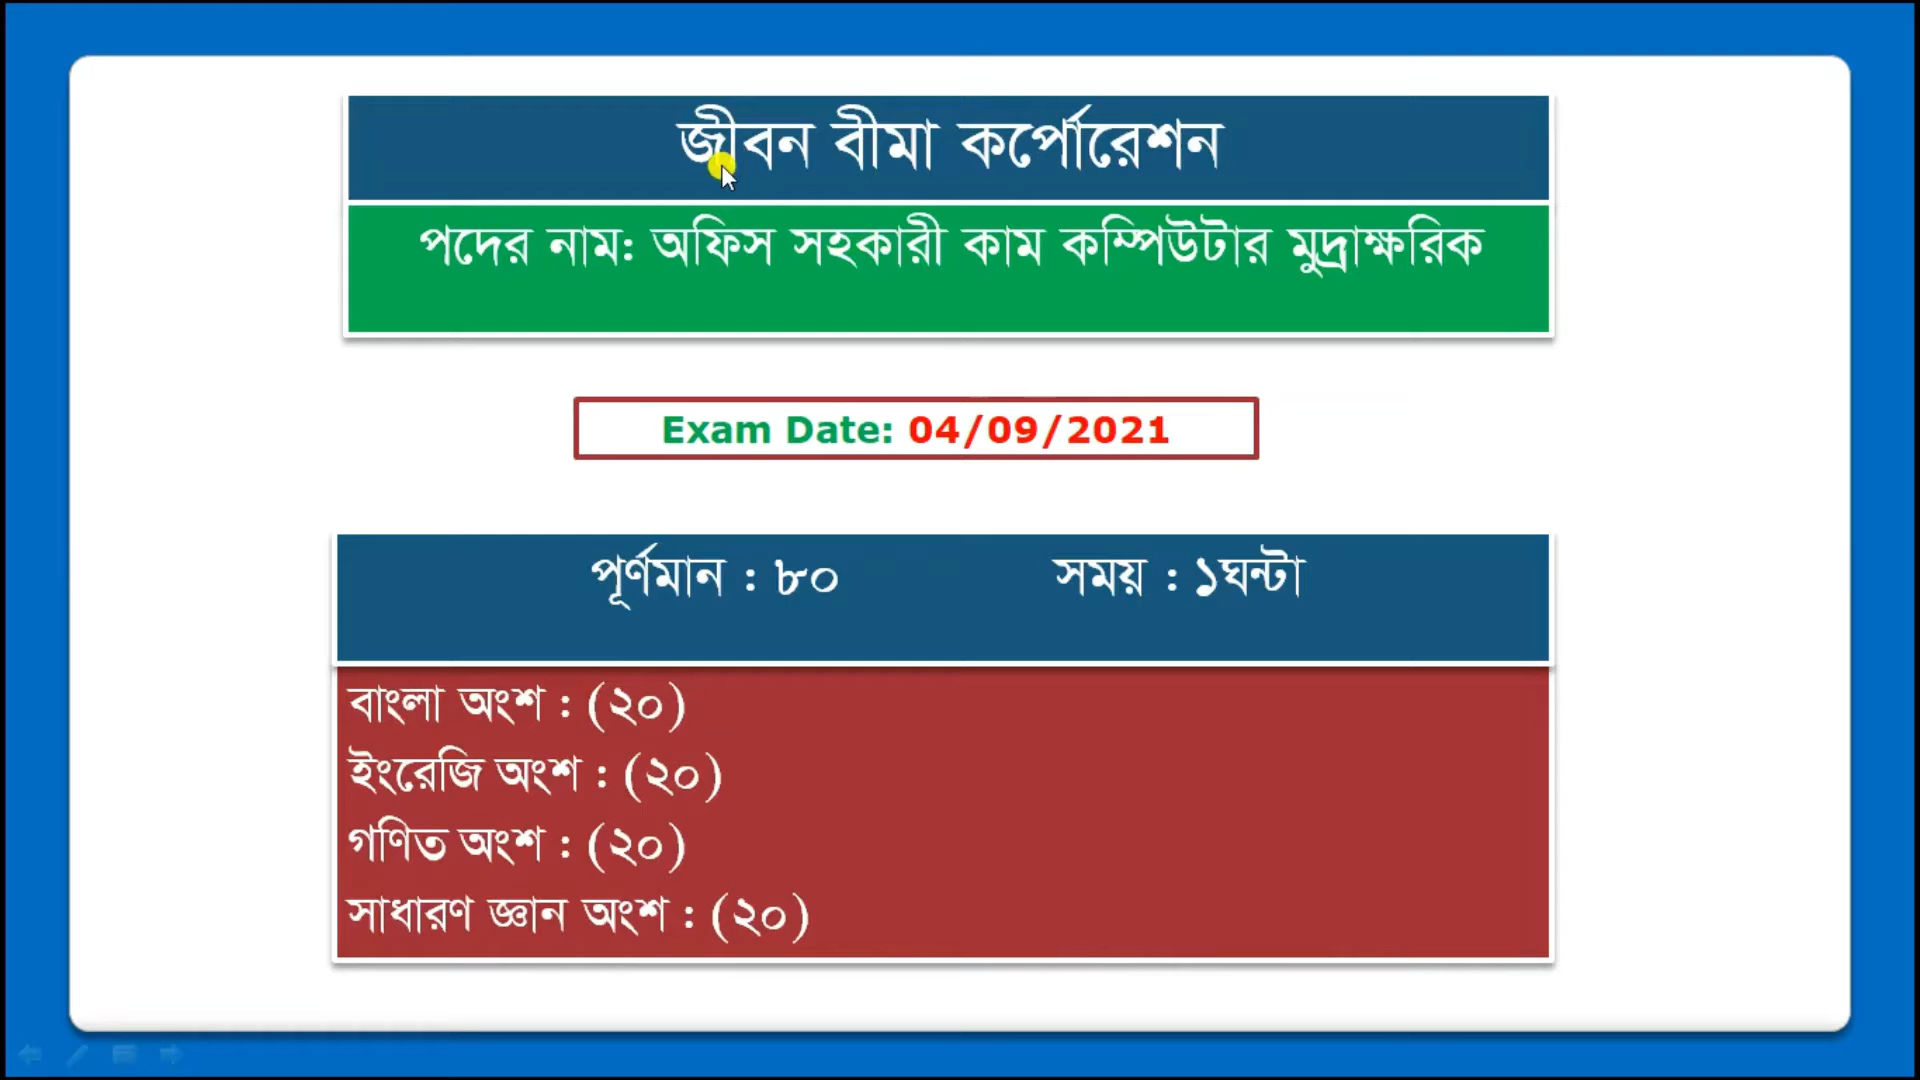 জীবন বীমা কর্পোরেশন
পদের নাম: অফিস সহকারী কাম কম্পিউটার মুদ্রাক্ষরিক
Exam Date: 04/09/2021
পূর্ণমান : ৮০ সময় : ১ঘন্টা
বাংলা অংশ : (২০)
ইংরেজি অংশ : (২০)
গণিত অংশ : (২০)
সাধারণ জ্ঞান অংশ : (২০)